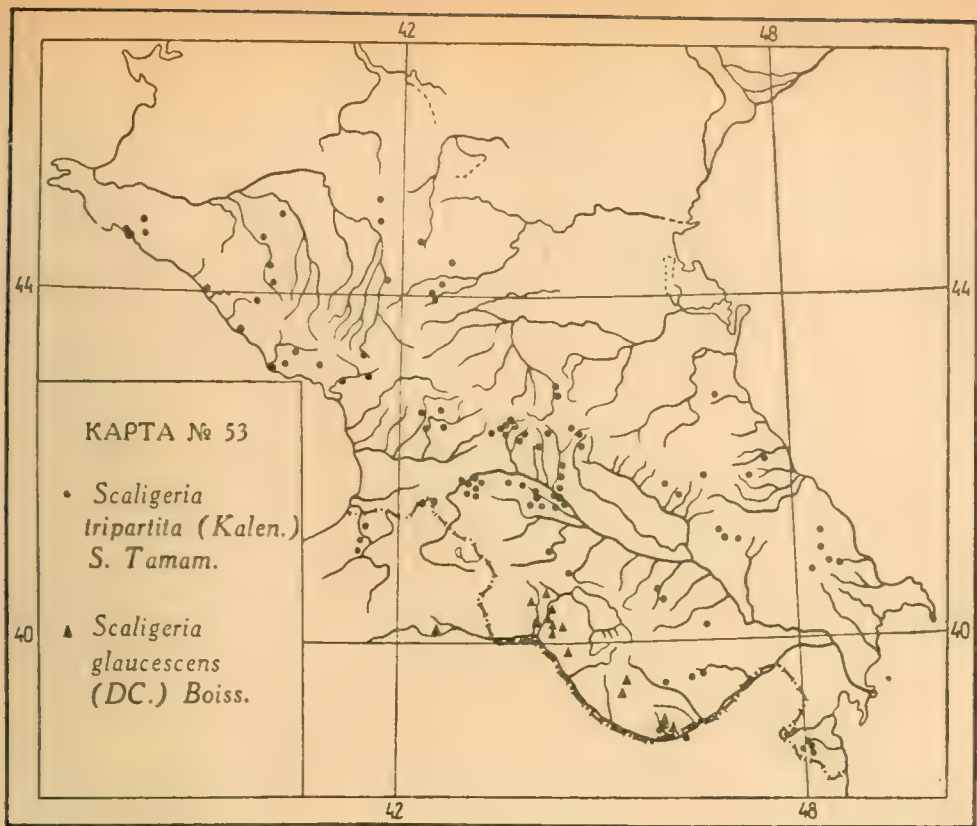 42 48
44 44
КАРТА № 53
• Scaligeria
tripartita (Kalen.)
S. Tamam.
▲ Scaligeria
glaucescens
(DC.) Boiss.
40 40
42 48